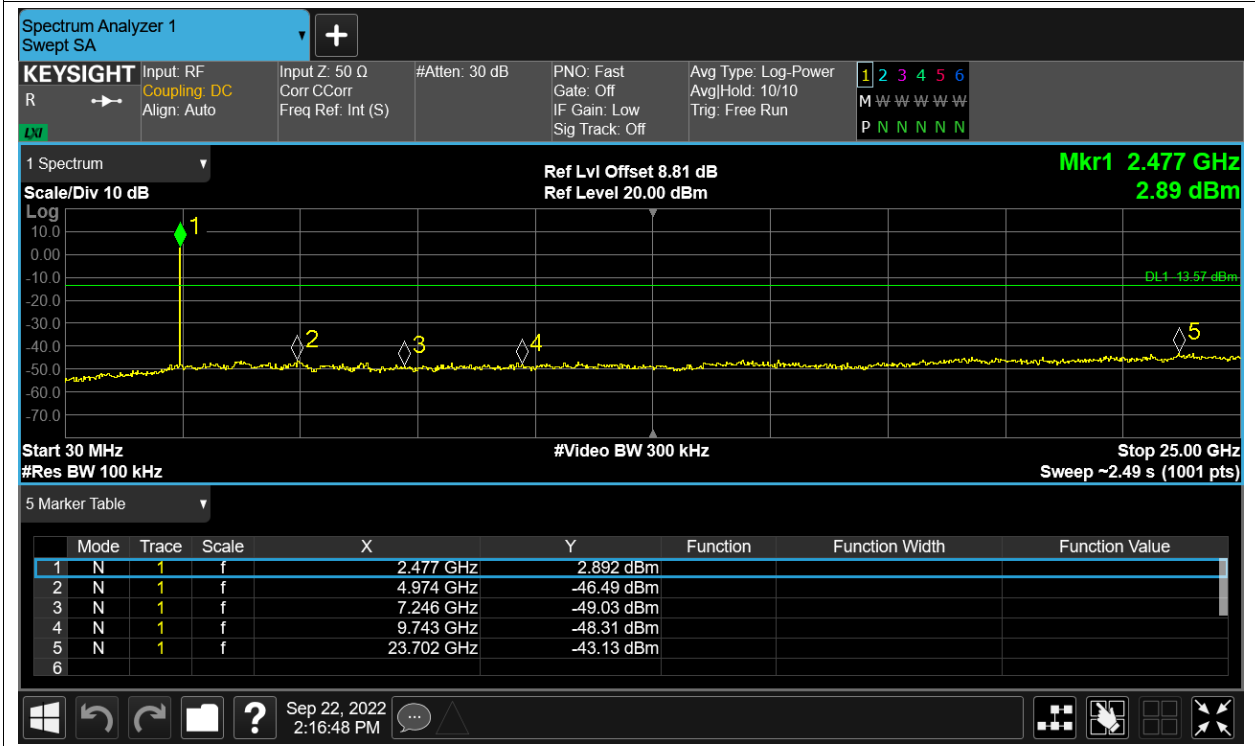 Spectrum Analyzer 1
Swept SA
+
KEYSIGHT Input: RF Input Z: 50 Ω #Atten: 30 dB PNO: Fast Avg Type: Log-Power 1 2 3 4 5 6
R Coupling: DC Corr CCorr Gate: Off Avg|Hold: 10/10 M W W W W W
Align: Auto Freq Ref: Int (S) IF Gain: Low Trig: Free Run
LXI Sig Track: Off P N N N N N
1 Spectrum Ref Lvl Offset 8.81 dB Mkr1 2.477 GHz
Scale/Div 10 dB Ref Level 20.00 dBm 2.89 dBm
Log
1
10.0
0.00
-10.0 DL1 -13.57 dBm
-20.0
-30.0
2 3 4 5
-40.0
-50.0
-60.0
-70.0
Start 30 MHz #Video BW 300 kHz Stop 25.00 GHz
#Res BW 100 kHz Sweep ~2.49 s (1001 pts)
5 Marker Table
Mode Trace Scale X Y Function Function Width Function Value
1 N 1 f 2.477 GHz 2.892 dBm
2 N 1 f 4.974 GHz -46.49 dBm
3 N 1 f 7.246 GHz -49.03 dBm
4 N 1 f 9.743 GHz -48.31 dBm
5 N 1 f 23.702 GHz -43.13 dBm
6
? Sep 22, 2022
2:16:48 PM